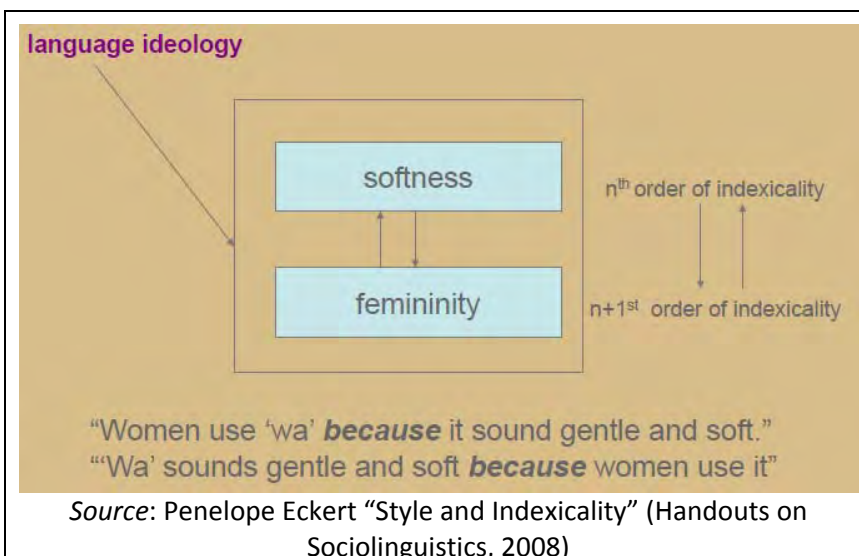 language ideology
softness
nth order of indexicality
femininity
n+1st order of indexicality
“Women use ‘wa’ because it sound gentle and soft.”
“‘Wa’ sounds gentle and soft because women use it”
Source: Penelope Eckert “Style and Indexicality” (Handouts on
Sociolinguistics, 2008)